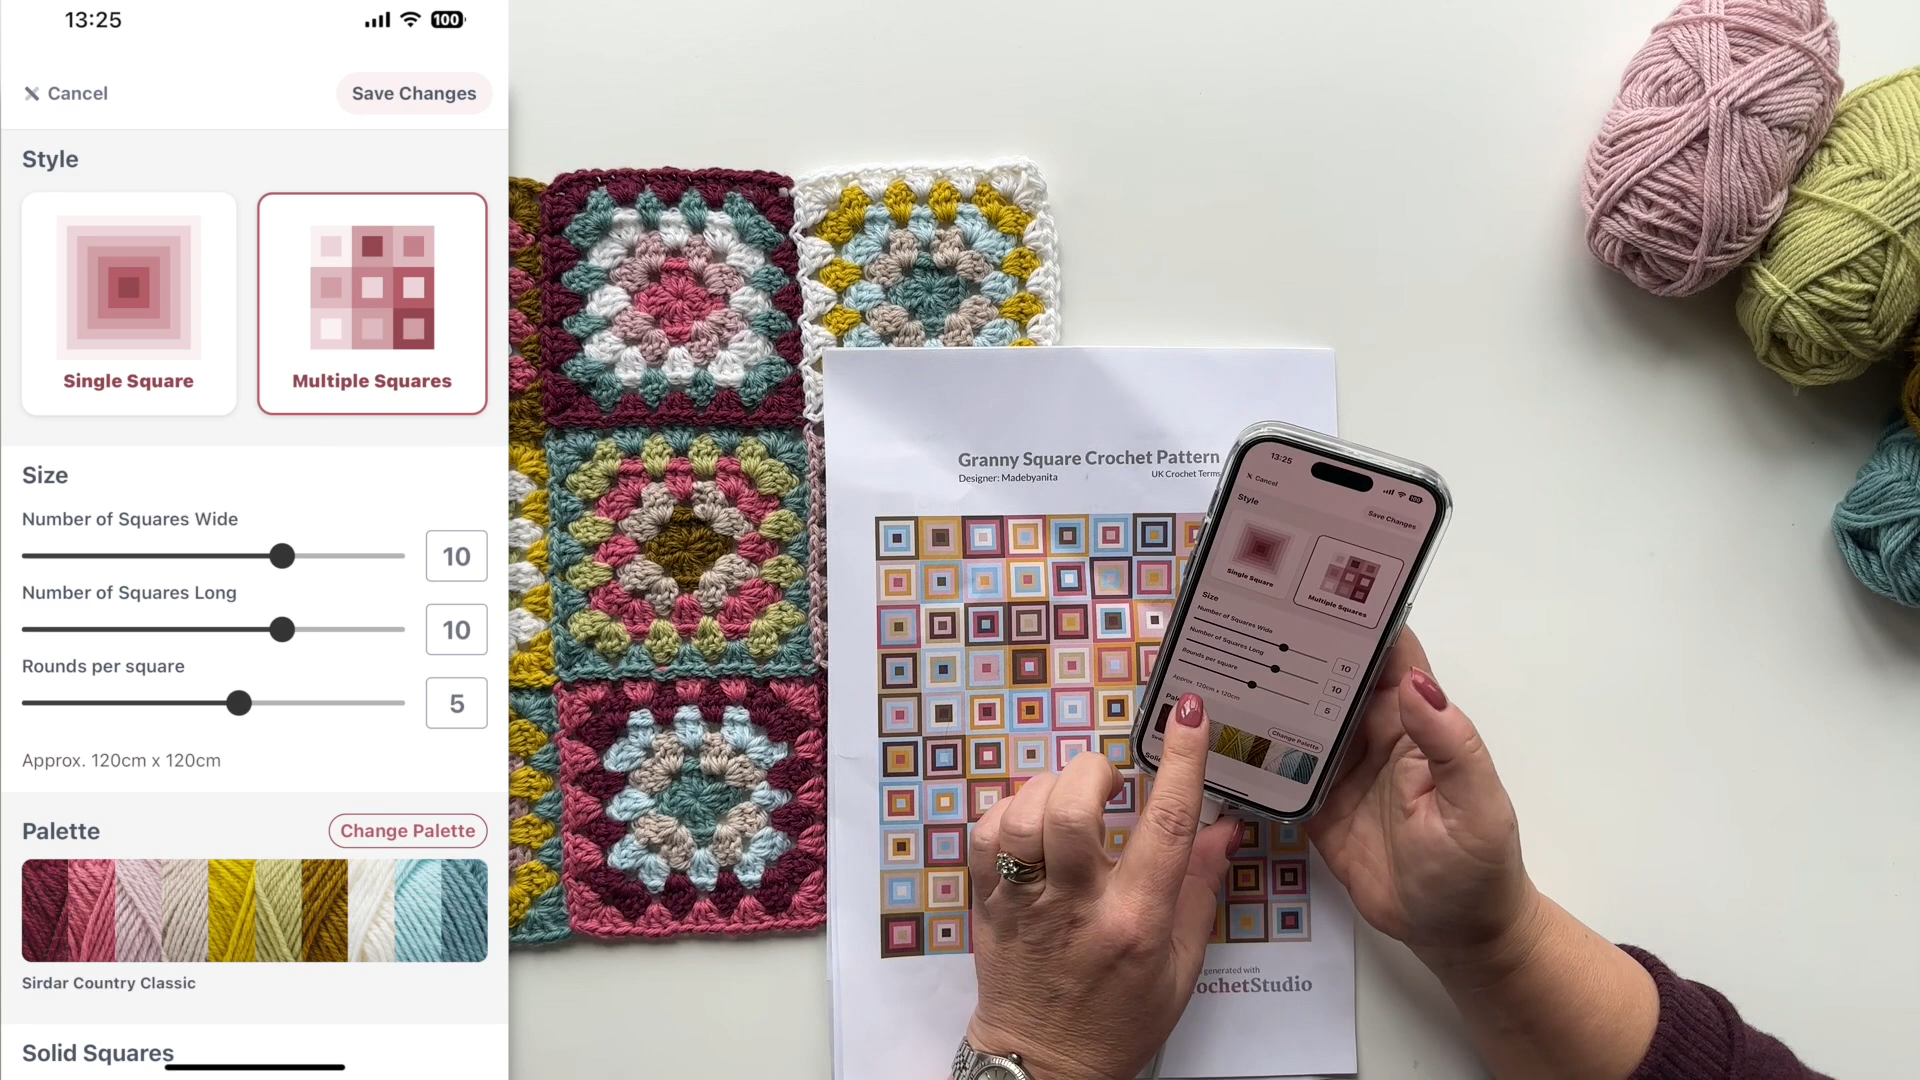 13:25
100
Cancel
Save Changes
Style
Single Square
Multiple Squares
Size
Number of Squares Wide
10
Number of Squares Long
10
Rounds per square
5
Approx. 120cm x 120cm
Palette
Change Palette
Sirdar Country Classic
Solid Squares
Granny Square Crochet Pattern
Designer: Madebyanita
UK Crochet Terms
generated with
ochetStudio
13:25
Cancel
Save Changes
Style
Single Square
Multiple Squares
Size
Number of Squares Wide
10
Number of Squares Long
10
Rounds per square
5
Approx. 120cm x 120cm
Change Palette